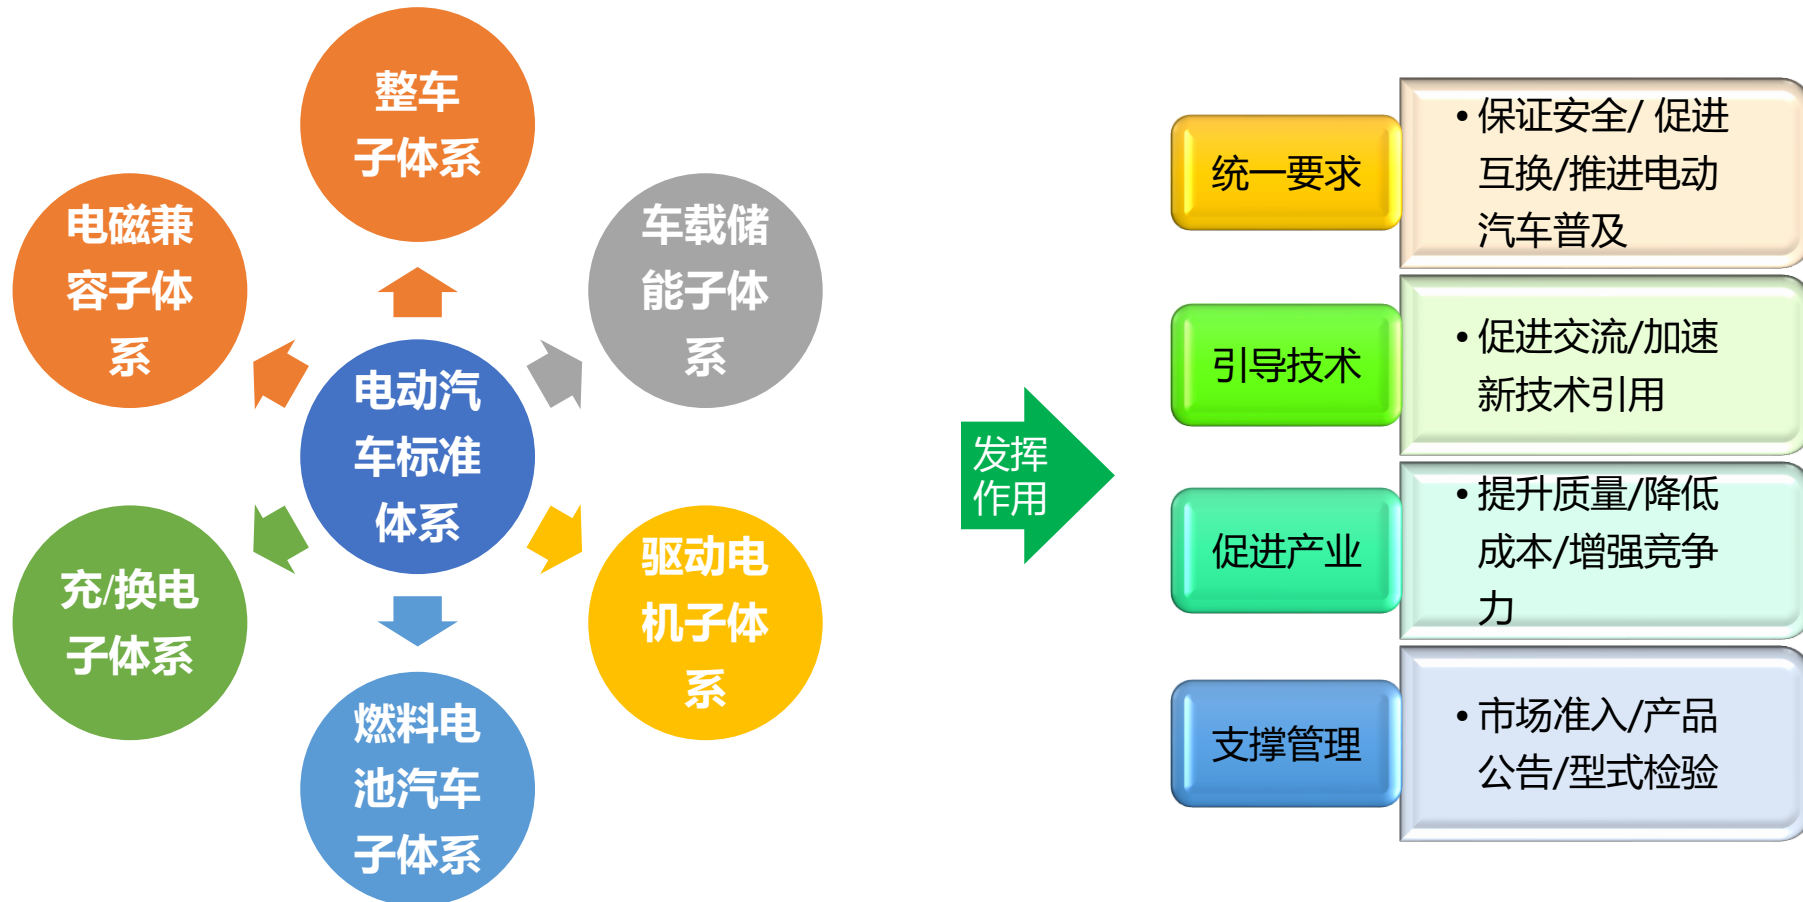 整车
子体系
电磁兼
容子体
系
车载储
能子体
系
电动汽
车标准
体系
充/换电
子体系
驱动电
机子体
系
燃料电
池汽车
子体系
发挥
作用
统一要求
•保证安全/ 促进
互换/推进电动
汽车普及
引导技术
•促进交流/加速
新技术引用
促进产业
•提升质量/降低
成本/增强竞争
力
支撑管理
•市场准入/产品
公告/型式检验